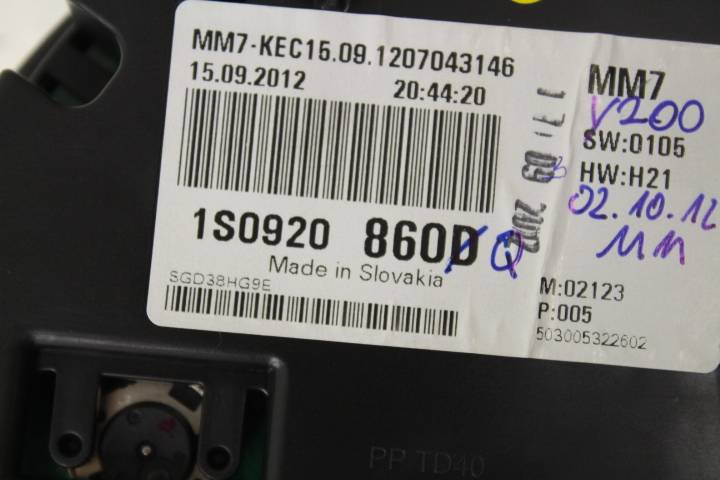 MM7-KEC15.09.1207043146
15.09.2012 20:44:20
1S0920 860D Q
Made in Slovakia
SGD38HG9E
MM7
V200
SW:0105
HW:H21
02.10.12
MM
M:02123
P:005
503005322602
PP TD40